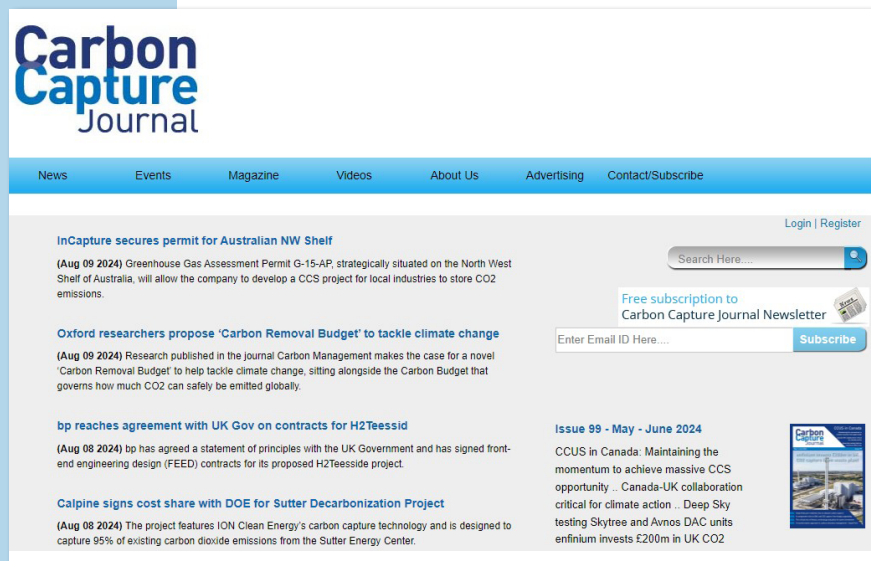 Carbon
Capture
Journal
News Events Magazine Videos About Us Advertising Contact/Subscribe
Login | Register
Search Here....
InCapture secures permit for Australian NW Shelf
(Aug 09 2024) Greenhouse Gas Assessment Permit G-15-AP, strategically situated on the North West
Shelf of Australia, will allow the company to develop a CCS project for local industries to store CO2
emissions.
Oxford researchers propose ‘Carbon Removal Budget’ to tackle climate change
(Aug 09 2024) Research published in the journal Carbon Management makes the case for a novel
‘Carbon Removal Budget’ to help tackle climate change, sitting alongside the Carbon Budget that
governs how much CO2 can safely be emitted globally.
bp reaches agreement with UK Gov on contracts for H2Teessid
(Aug 08 2024) bp has agreed a statement of principles with the UK Government and has signed front-
end engineering design (FEED) contracts for its proposed H2Teesside project.
Calpine signs cost share with DOE for Sutter Decarbonization Project
(Aug 08 2024) The project features ION Clean Energy’s carbon capture technology and is designed to
capture 95% of existing carbon dioxide emissions from the Sutter Energy Center.
Free subscription to
Carbon Capture Journal Newsletter
News
Enter Email ID Here.... Subscribe
Issue 99 - May - June 2024
CCUS in Canada: Maintaining the
momentum to achieve massive CCS
opportunity .. Canada-UK collaboration
critical for climate action .. Deep Sky
testing Skytree and Avnos DAC units
enfinium invests £200m in UK CO2
Carbon
Capture
Journal